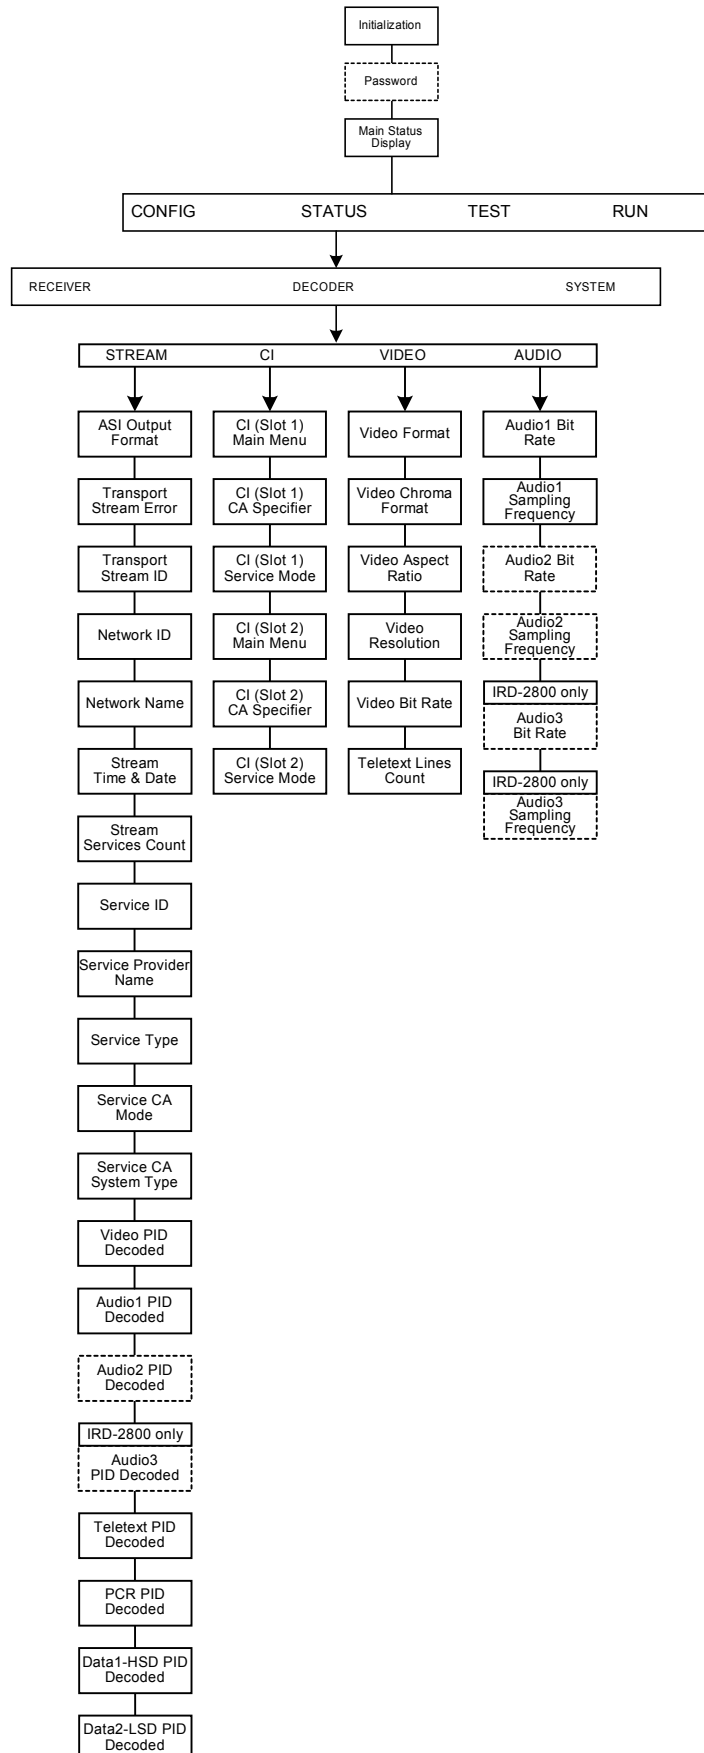 Initialization
Password
Main Status
Display
CONFIG STATUS TEST RUN
RECEIVER DECODER SYSTEM
STREAM CI VIDEO AUDIO
ASI Output
Format
Transport
Stream Error
Transport
Stream ID
Network ID
Network Name
Stream
Time & Date
Stream
Services Count
Service ID
Service Provider
Name
Service Type
Service CA
Mode
Service CA
System Type
Video PID
Decoded
Audio1 PID
Decoded
Audio2 PID
Decoded
IRD-2800 only
Audio3
PID Decoded
Teletext PID
Decoded
PCR PID
Decoded
Data1-HSD PID
Decoded
Data2-LSD PID
Decoded
CI (Slot 1)
Main Menu
CI (Slot 1)
CA Specifier
CI (Slot 1)
Service Mode
CI (Slot 2)
Main Menu
CI (Slot 2)
CA Specifier
CI (Slot 2)
Service Mode
Video Format
Video Chroma
Format
Video Aspect
Ratio
Video
Resolution
Video Bit Rate
Teletext Lines
Count
Audio1 Bit
Rate
Audio1
Sampling
Frequency
Audio2 Bit
Rate
Audio2
Sampling
Frequency
IRD-2800 only
Audio3
Bit Rate
IRD-2800 only
Audio3
Sampling
Frequency